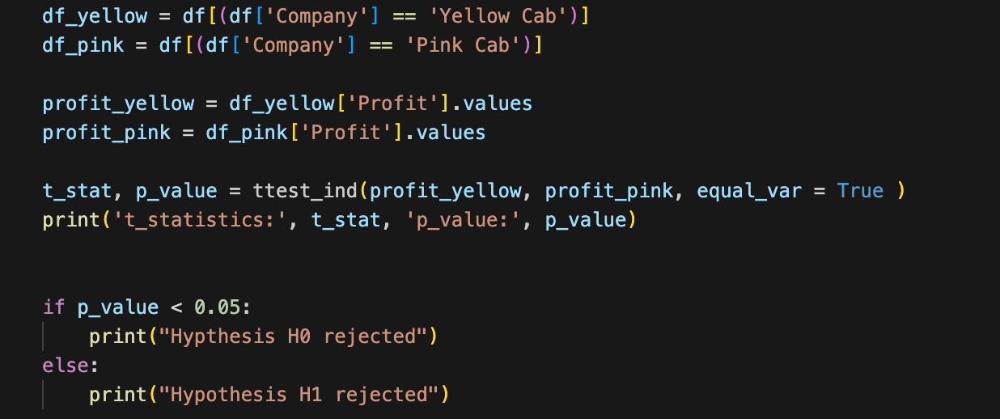 df_yellow = df[(df['Company'] == 'Yellow Cab')]
df_pink = df[(df['Company'] == 'Pink Cab')]
profit_yellow = df_yellow['Profit'].values
profit_pink = df_pink['Profit'].values
t_stat, p_value = ttest_ind(profit_yellow, profit_pink, equal_var = True )
print('t_statistics:', t_stat, 'p_value:', p_value)
if p_value < 0.05:
    print("Hypthesis H0 rejected")
else:
    print("Hypothesis H1 rejected")